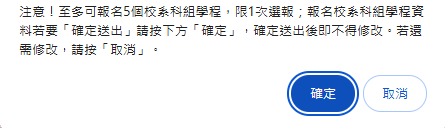 注意！至多可報名5個校系科組學程，限1次選報；報名校系科組學程資
料若要「確定送出」請按下方「確定」，確定送出後即不得修改。若還
需修改，請按「取消」。
確定
取消